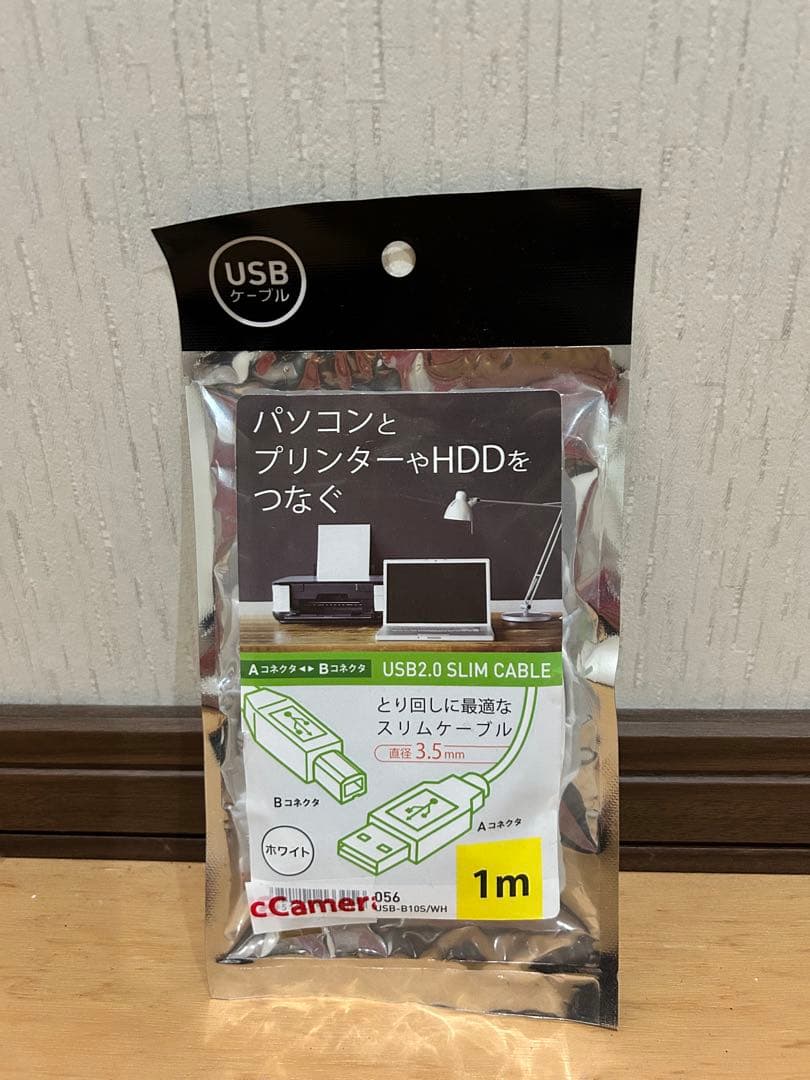 USB
ケーブル
パソコンと
プリンターやHDDを
つなぐ
Aコネクタ◀▶Bコネクタ USB2.0 SLIM CABLE
とり回しに最適な
スリムケーブル
直径 3.5mm
Bコネクタ
Aコネクタ
ホワイト
1m
056
cCamera
USB-B10S/WH